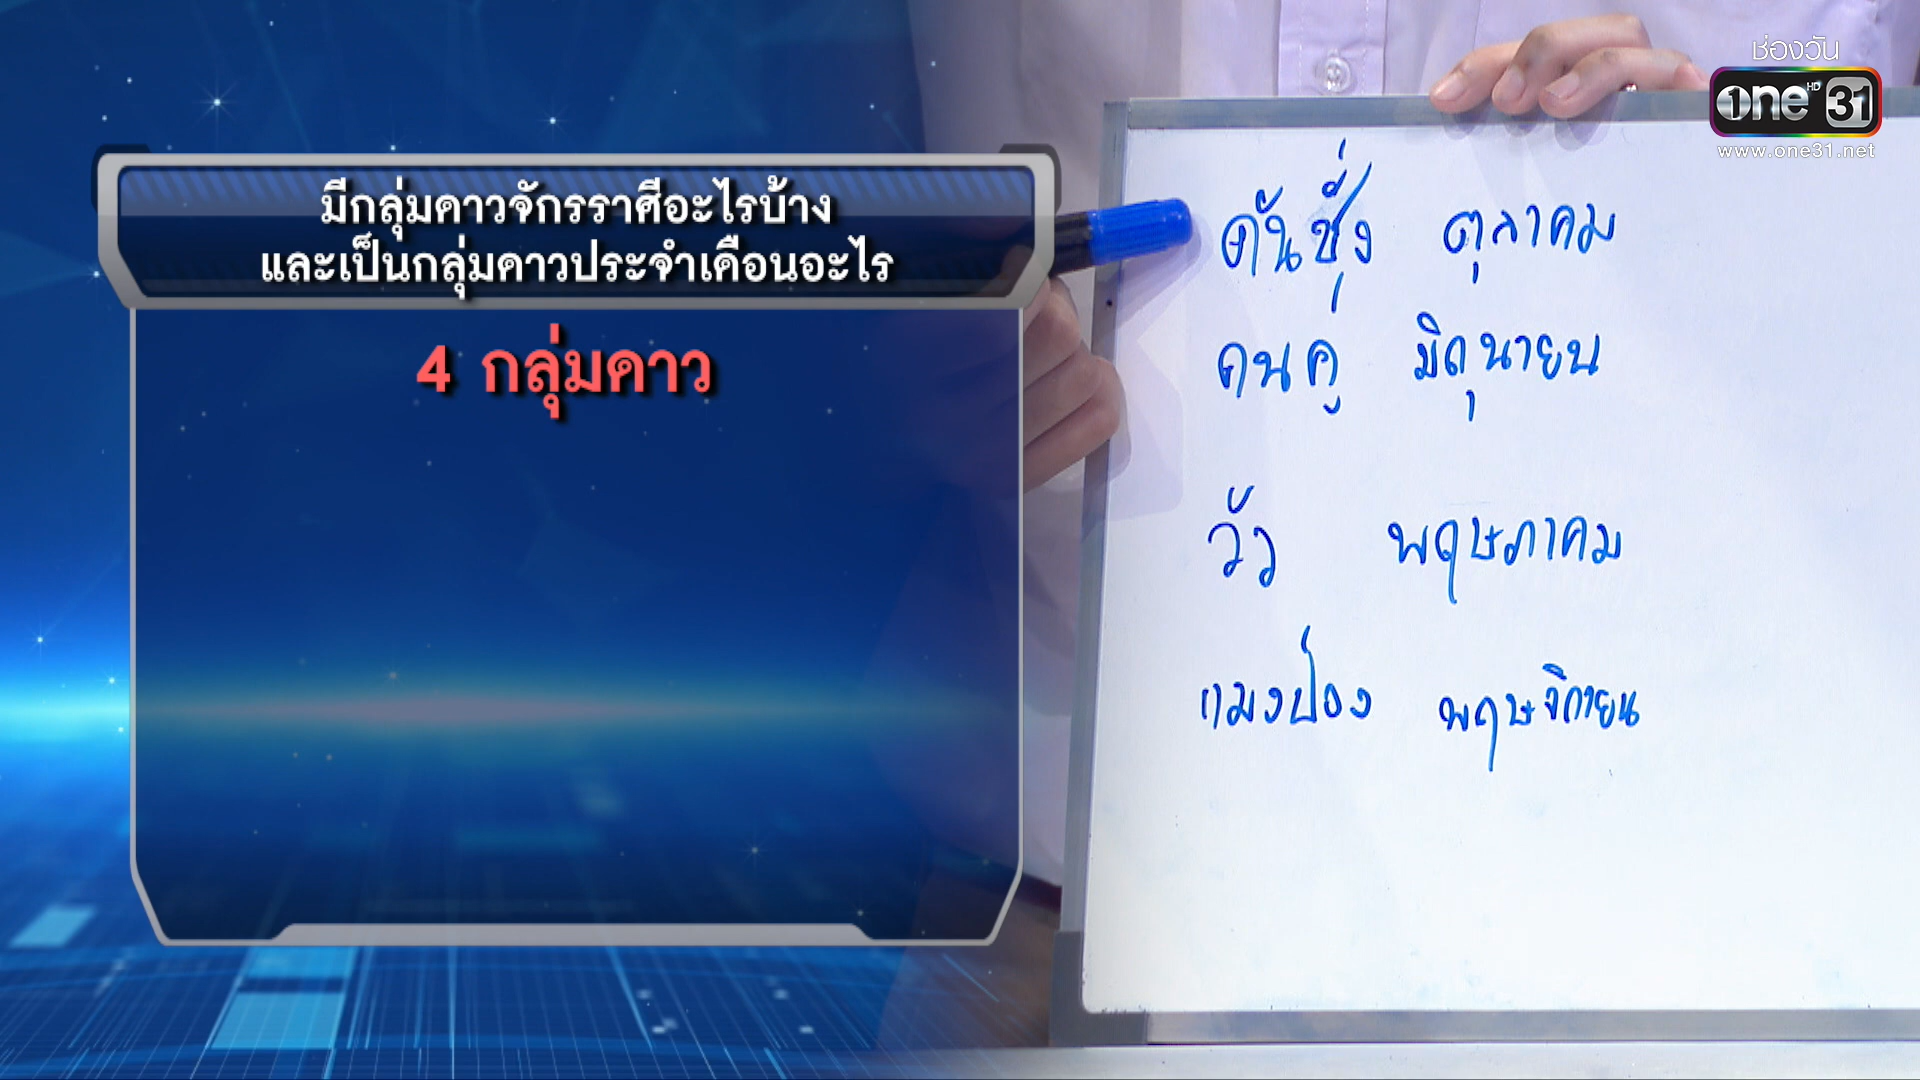 ช่องวัน
one HD 31
www.one31.net
มีกลุ่มดาวจักรราศีอะไรบ้าง
และเป็นกลุ่มดาวประจำเดือนอะไร
4 กลุ่มดาว
คันชั่ง ตุลาคม
คนคู่ มิถุนายน
วัว พฤษภาคม
แมงป่อง พฤษจิกายน